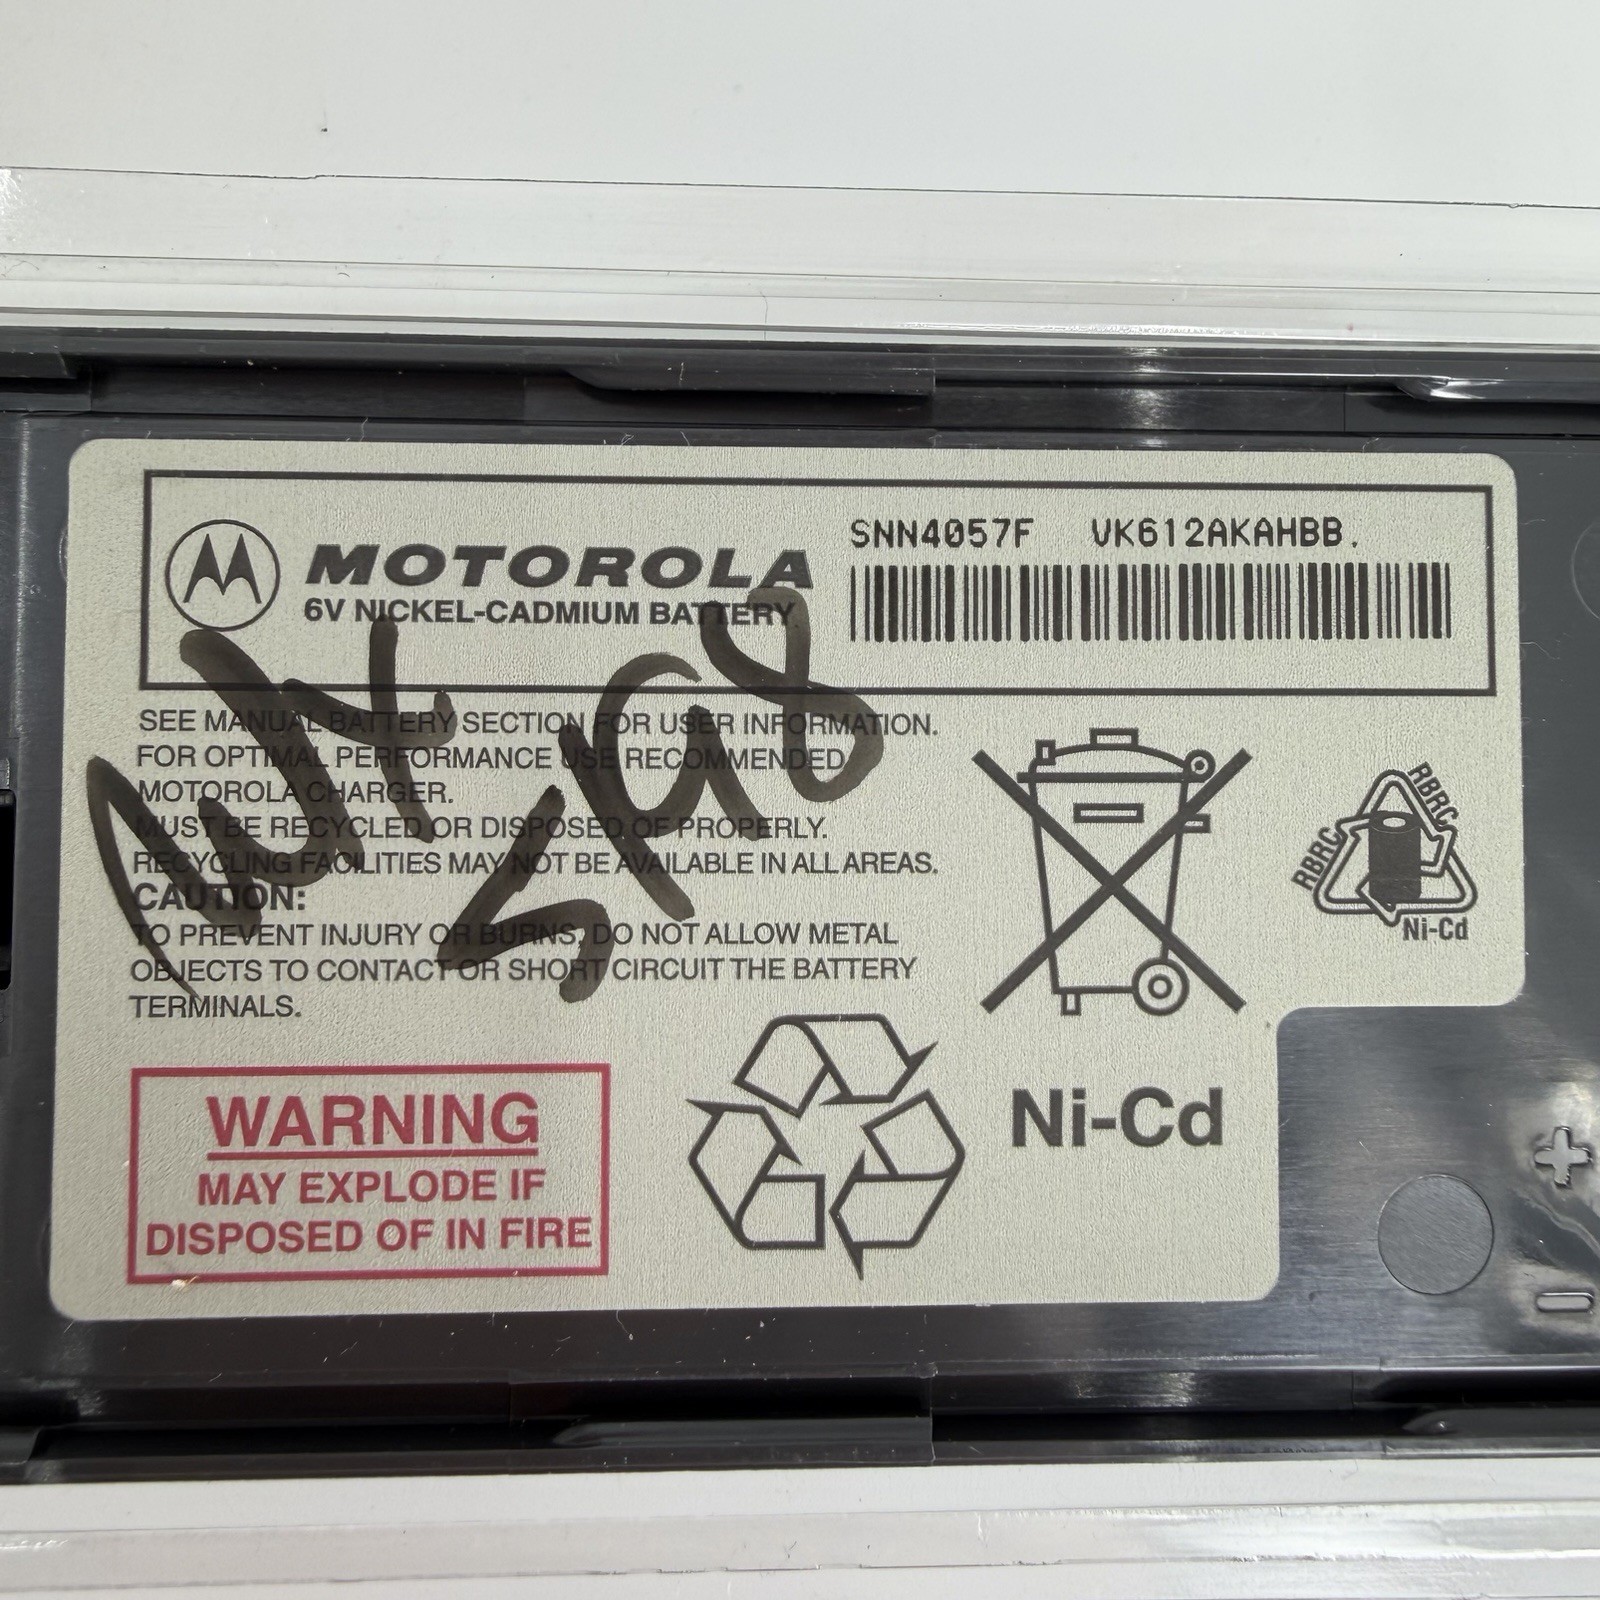 MOTOROLA
6V NICKEL-CADMIUM BATTERY
SNN4057F VK612AKAHBB.
SEE MANUAL BATTERY SECTION FOR USER INFORMATION.
FOR OPTIMAL PERFORMANCE USE RECOMMENDED
MOTOROLA CHARGER.
MUST BE RECYCLED OR DISPOSED OF PROPERLY.
RECYCLING FACILITIES MAY NOT BE AVAILABLE IN ALL AREAS.
CAUTION:
TO PREVENT INJURY OR BURNS, DO NOT ALLOW METAL
OBJECTS TO CONTACT OR SHORT CIRCUIT THE BATTERY
TERMINALS.
5/98
RBRC
RBRC
Ni-Cd
WARNING
MAY EXPLODE IF
DISPOSED OF IN FIRE
Ni-Cd
+
-